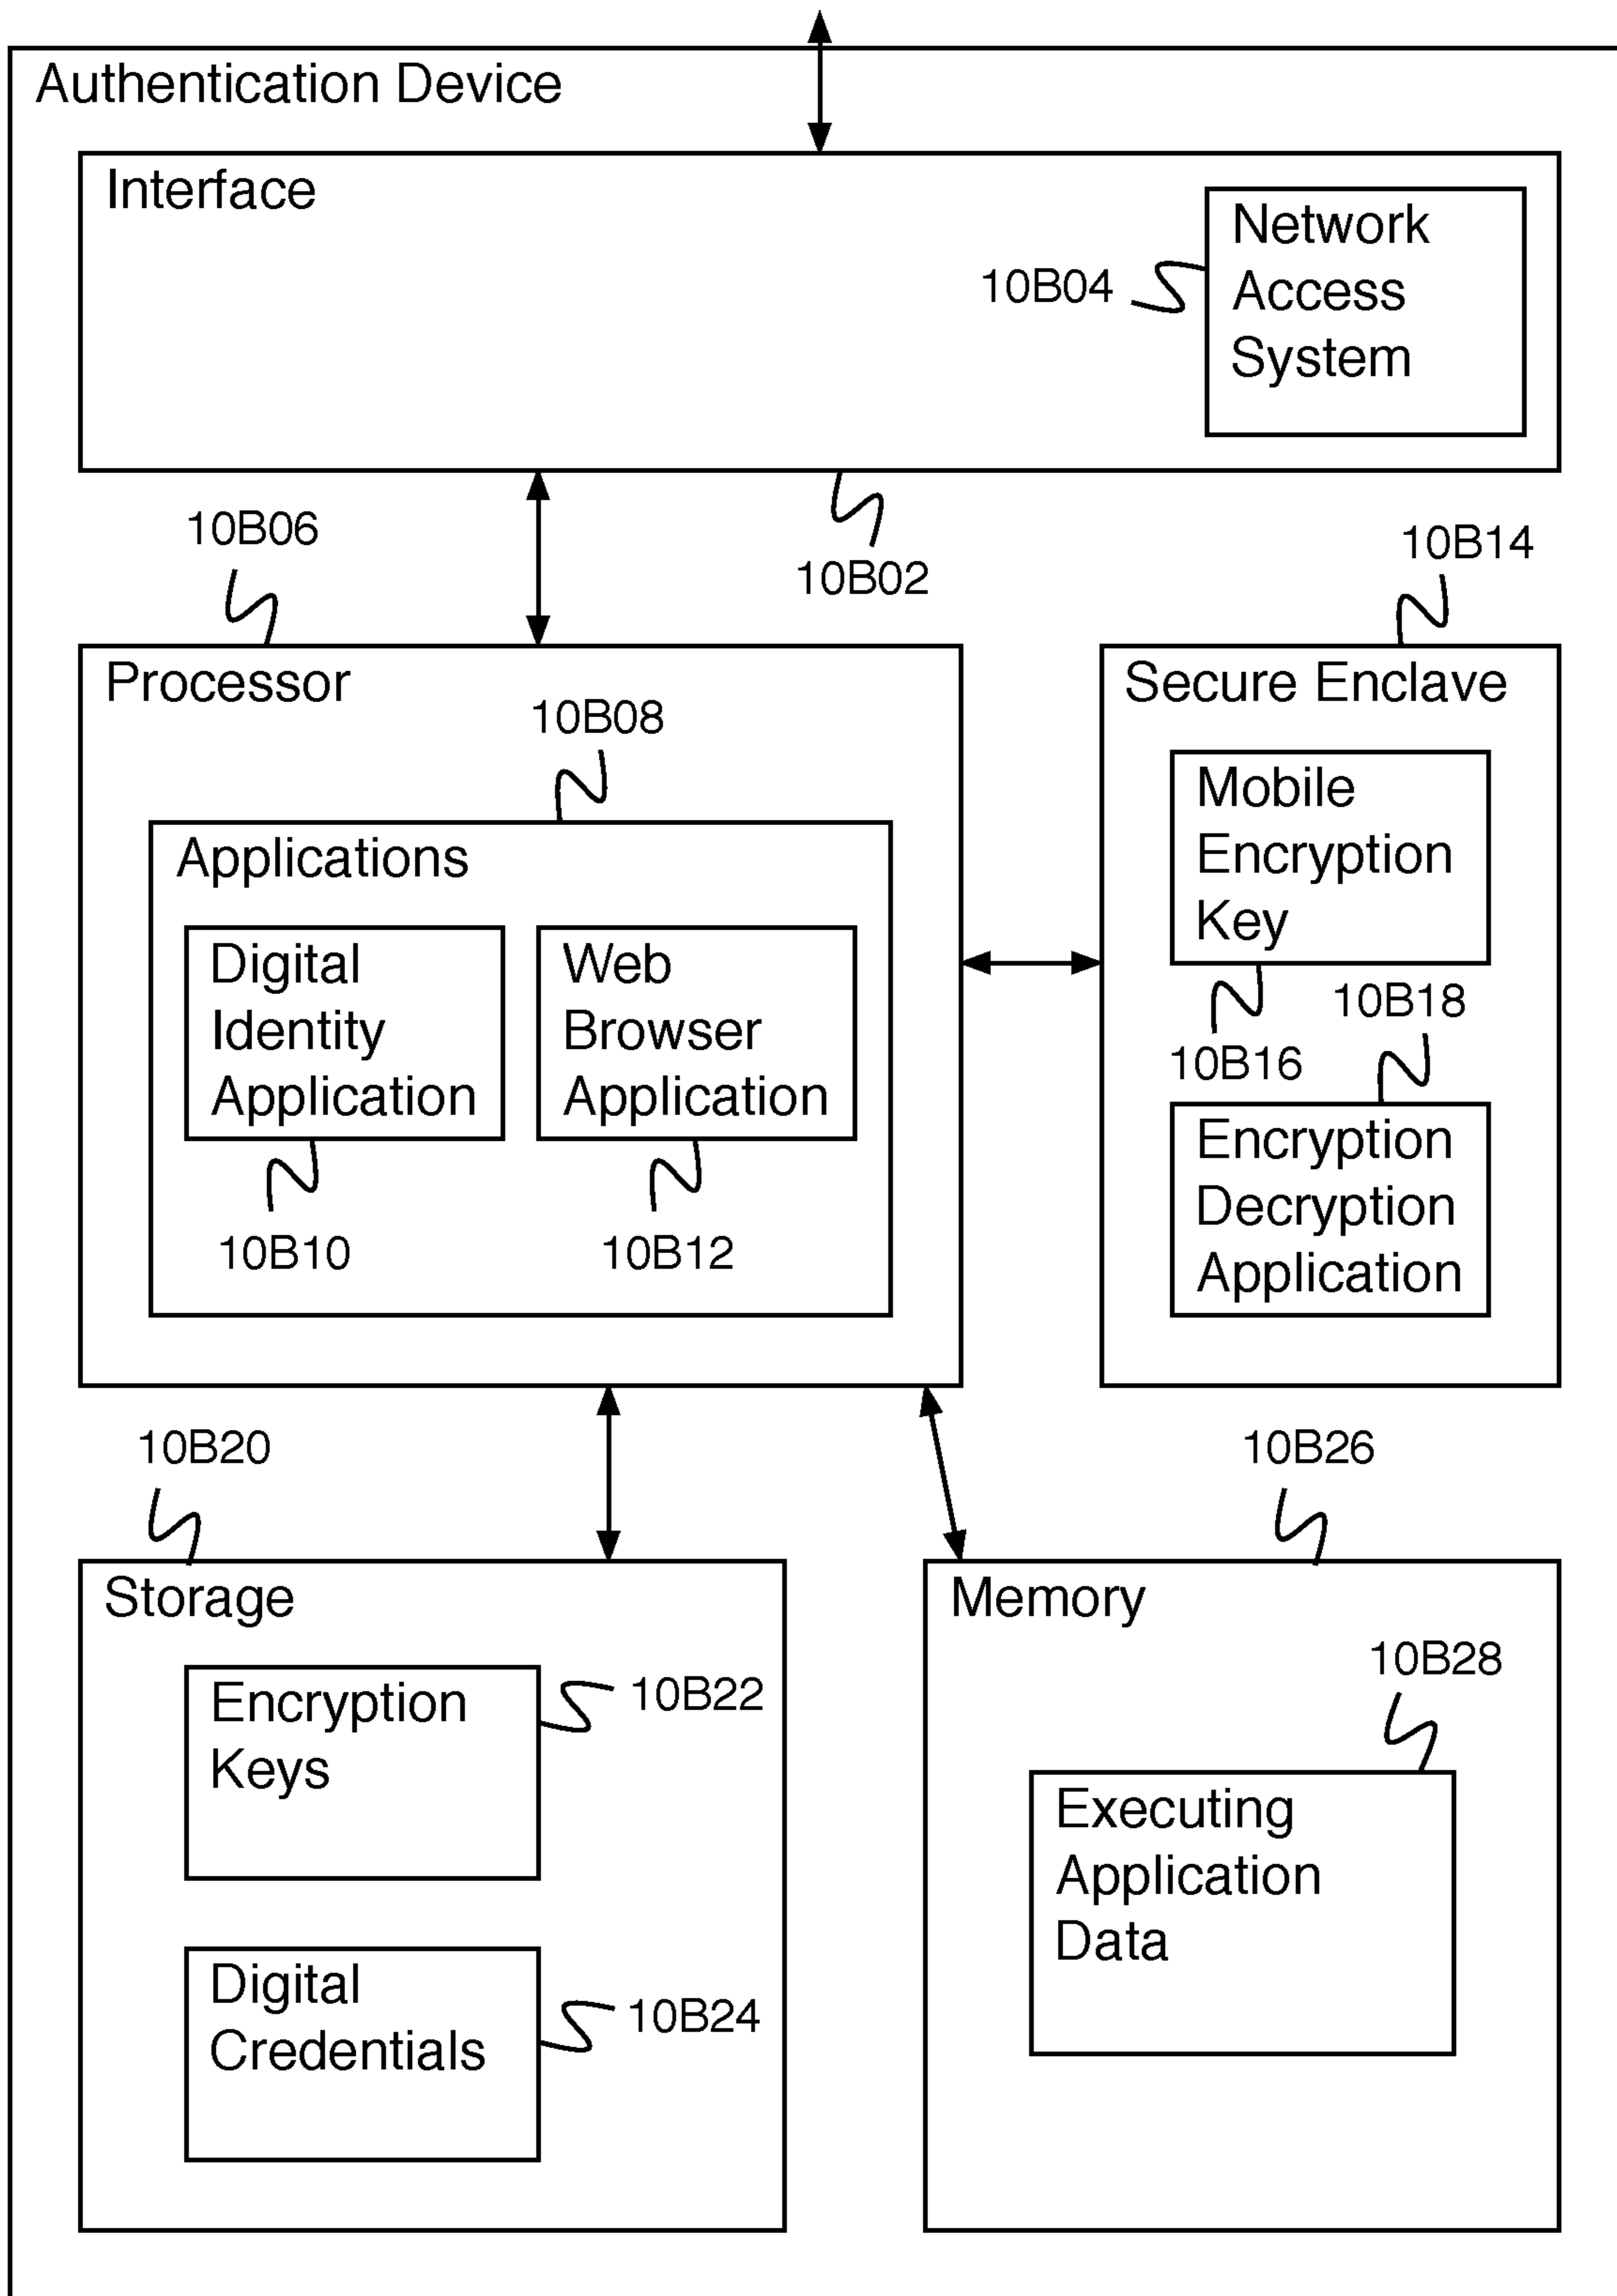 Authentication Device
Interface
Network
Access
System
10B04
10B02
10B06
Processor
10B08
Applications
Digital
Identity
Application
10B10
Web
Browser
Application
10B12
10B14
Secure Enclave
Mobile
Encryption
Key
10B16
10B18
Encryption
Decryption
Application
10B20
Storage
Encryption
Keys
10B22
Digital
Credentials
10B24
10B26
Memory
10B28
Executing
Application
Data